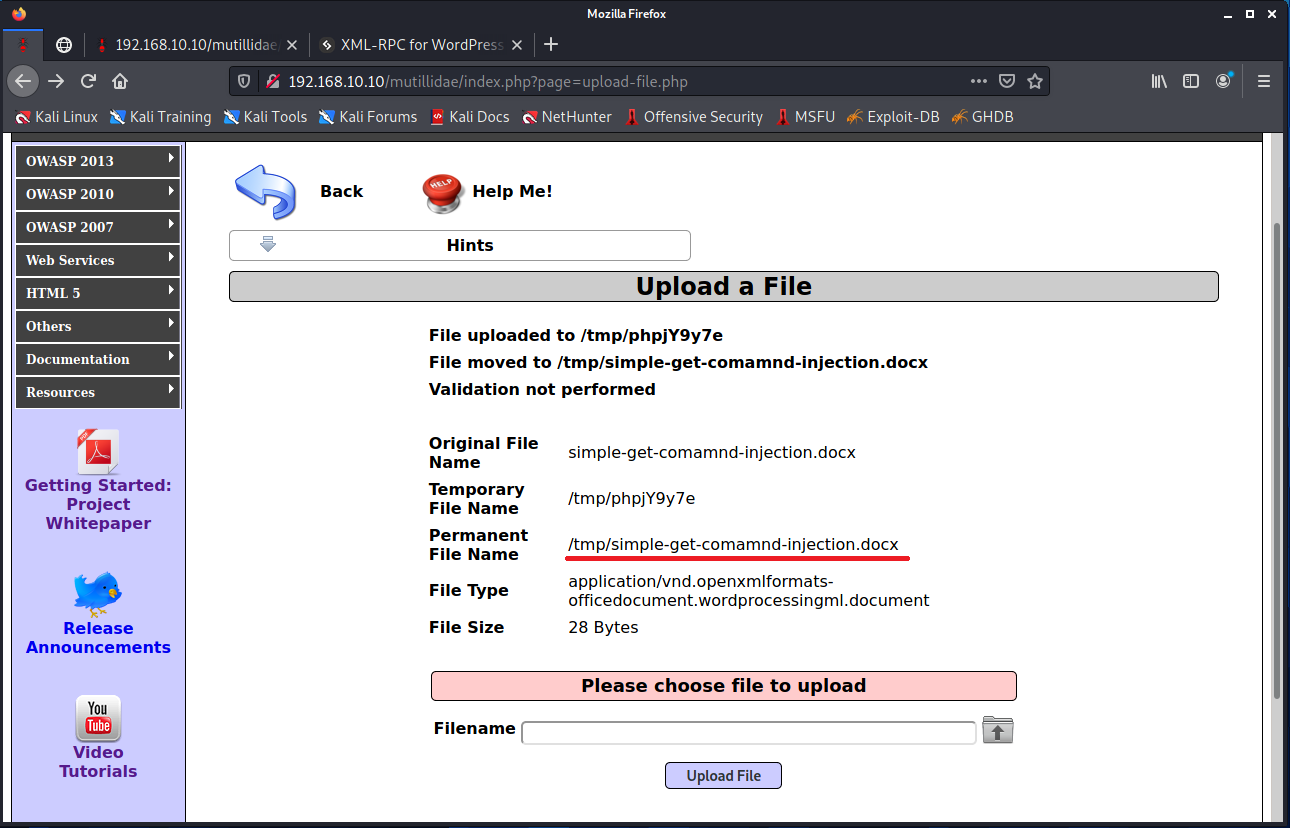 Mozilla Firefox
192.168.10.10/mutillidae
XML-RPC for WordPress
192.168.10.10/mutillidae/index.php?page=upload-file.php
Kali Linux Kali Training Kali Tools Kali Forums Kali Docs NetHunter Offensive Security MSFU Exploit-DB GHDB
OWASP 2013
OWASP 2010
OWASP 2007
Web Services
HTML 5
Others
Documentation
Resources
Getting Started:
Project
Whitepaper
Release
Announcements
You
Tube
Video
Tutorials
Back
HELP
Help Me!
Hints
Upload a File
File uploaded to /tmp/phpjY9y7e
File moved to /tmp/simple-get-comamnd-injection.docx
Validation not performed
Original File
Name
simple-get-comamnd-injection.docx
Temporary
File Name
/tmp/phpjY9y7e
Permanent
File Name
/tmp/simple-get-comamnd-injection.docx
File Type
application/vnd.openxmlformats-
officedocument.wordprocessingml.document
File Size
28 Bytes
Please choose file to upload
Filename
Upload File